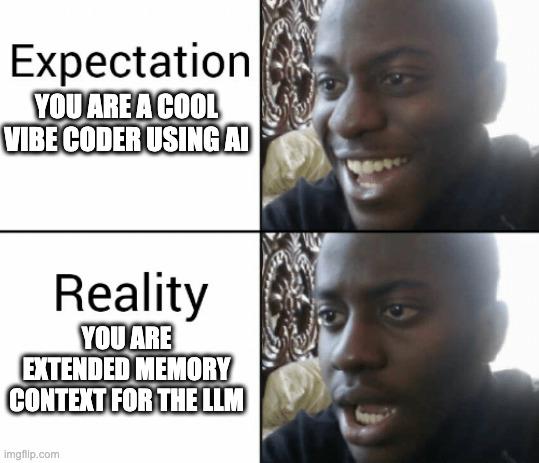 Expectation
YOU ARE A COOL
VIBE CODER USING AI
Reality
YOU ARE
EXTENDED MEMORY
CONTEXT FOR THE LLM
imgflip.com